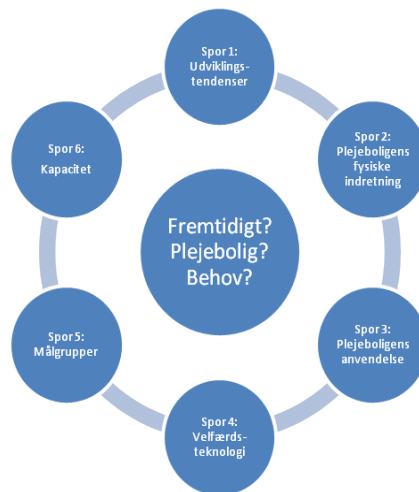 Spor 1:
Udviklings-
tendenser
Spor 2:
Plejeboligens
fysiske
indretning
Spor 3:
Plejeboligens
anvendelse
Spor 4:
Velfærds-
teknologi
Spor 5:
Målgrupper
Spor 6:
Kapacitet
Fremtidigt?
Plejebolig?
Behov?